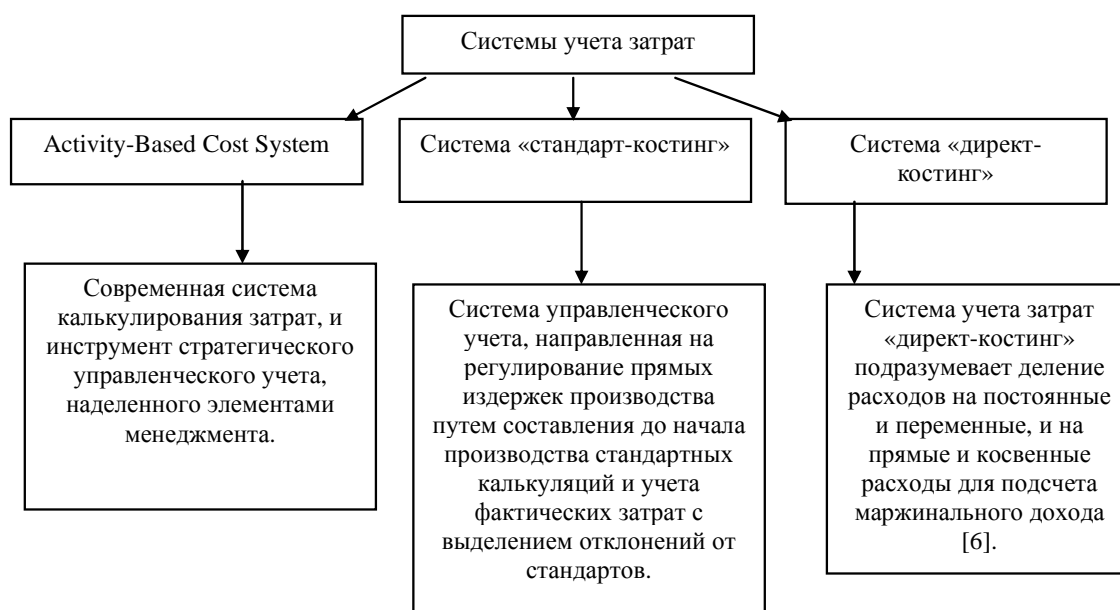 Системы учета затрат
Activity-Based Cost System
Система «стандарт-костинг»
Система «директ-
костинг»
Современная система
калькулирования затрат, и
инструмент стратегического
управленческого учета,
наделенного элементами
менеджмента.
Система управленческого
учета, направленная на
регулирование прямых
издержек производства
путем составления до начала
производства стандартных
калькуляций и учета
фактических затрат с
выделением отклонений от
стандартов.
Система учета затрат
«директ-костинг»
подразумевает деление
расходов на постоянные
и переменные, и на
прямые и косвенные
расходы для подсчета
маржинального дохода
[6].